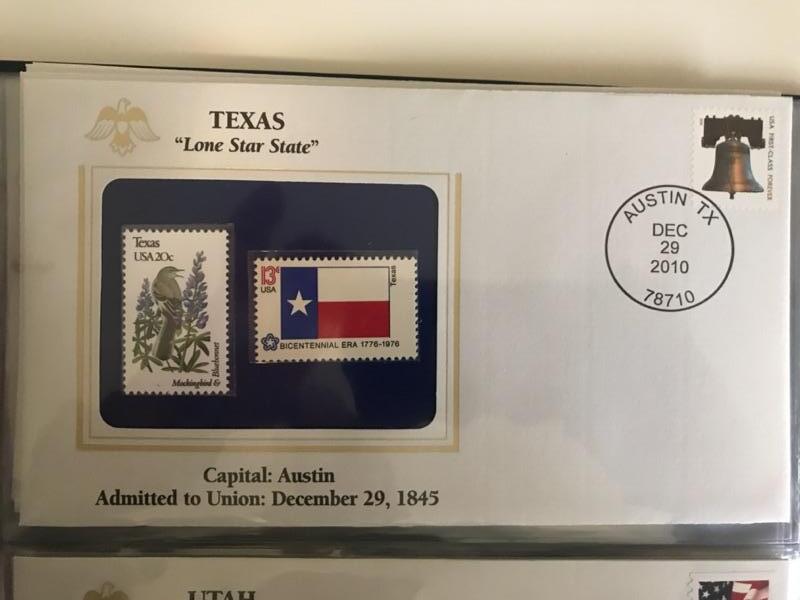 TEXAS
"Lone Star State"
USA FIRST-CLASS FOREVER
AUSTIN TX
DEC
29
2010
78710
Texas
USA 20c
Mockingbird &
Bluebonnet
13c
USA
Texas
BICENTENNIAL ERA 1776-1976
Capital: Austin
Admitted to Union: December 29, 1845
UTAH